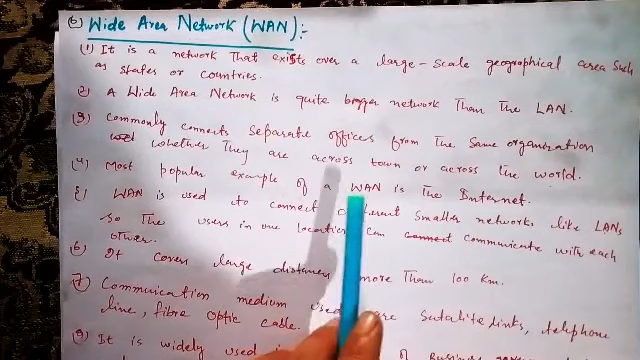 6) Wide Area Network (WAN) :-
(1) It is a network That exists over a large-scale geographical area such
as states or Countries.
(2) A Wide Area Network is quite bigger network Than The LAN.
(3) Commonly connects separate offices from The Same organization
whether They are across town or across The world.
(4) Most popular example of a WAN is The Internet.
WAN is used to connect different smaller networks like LANs
So The users in one location can connect communicate with each
other.
(6) It covers large distances more Than 100 Km.
(7) Commuication medium used are Satalite links, telephone
line, fibre optic cable.
It is widely used of